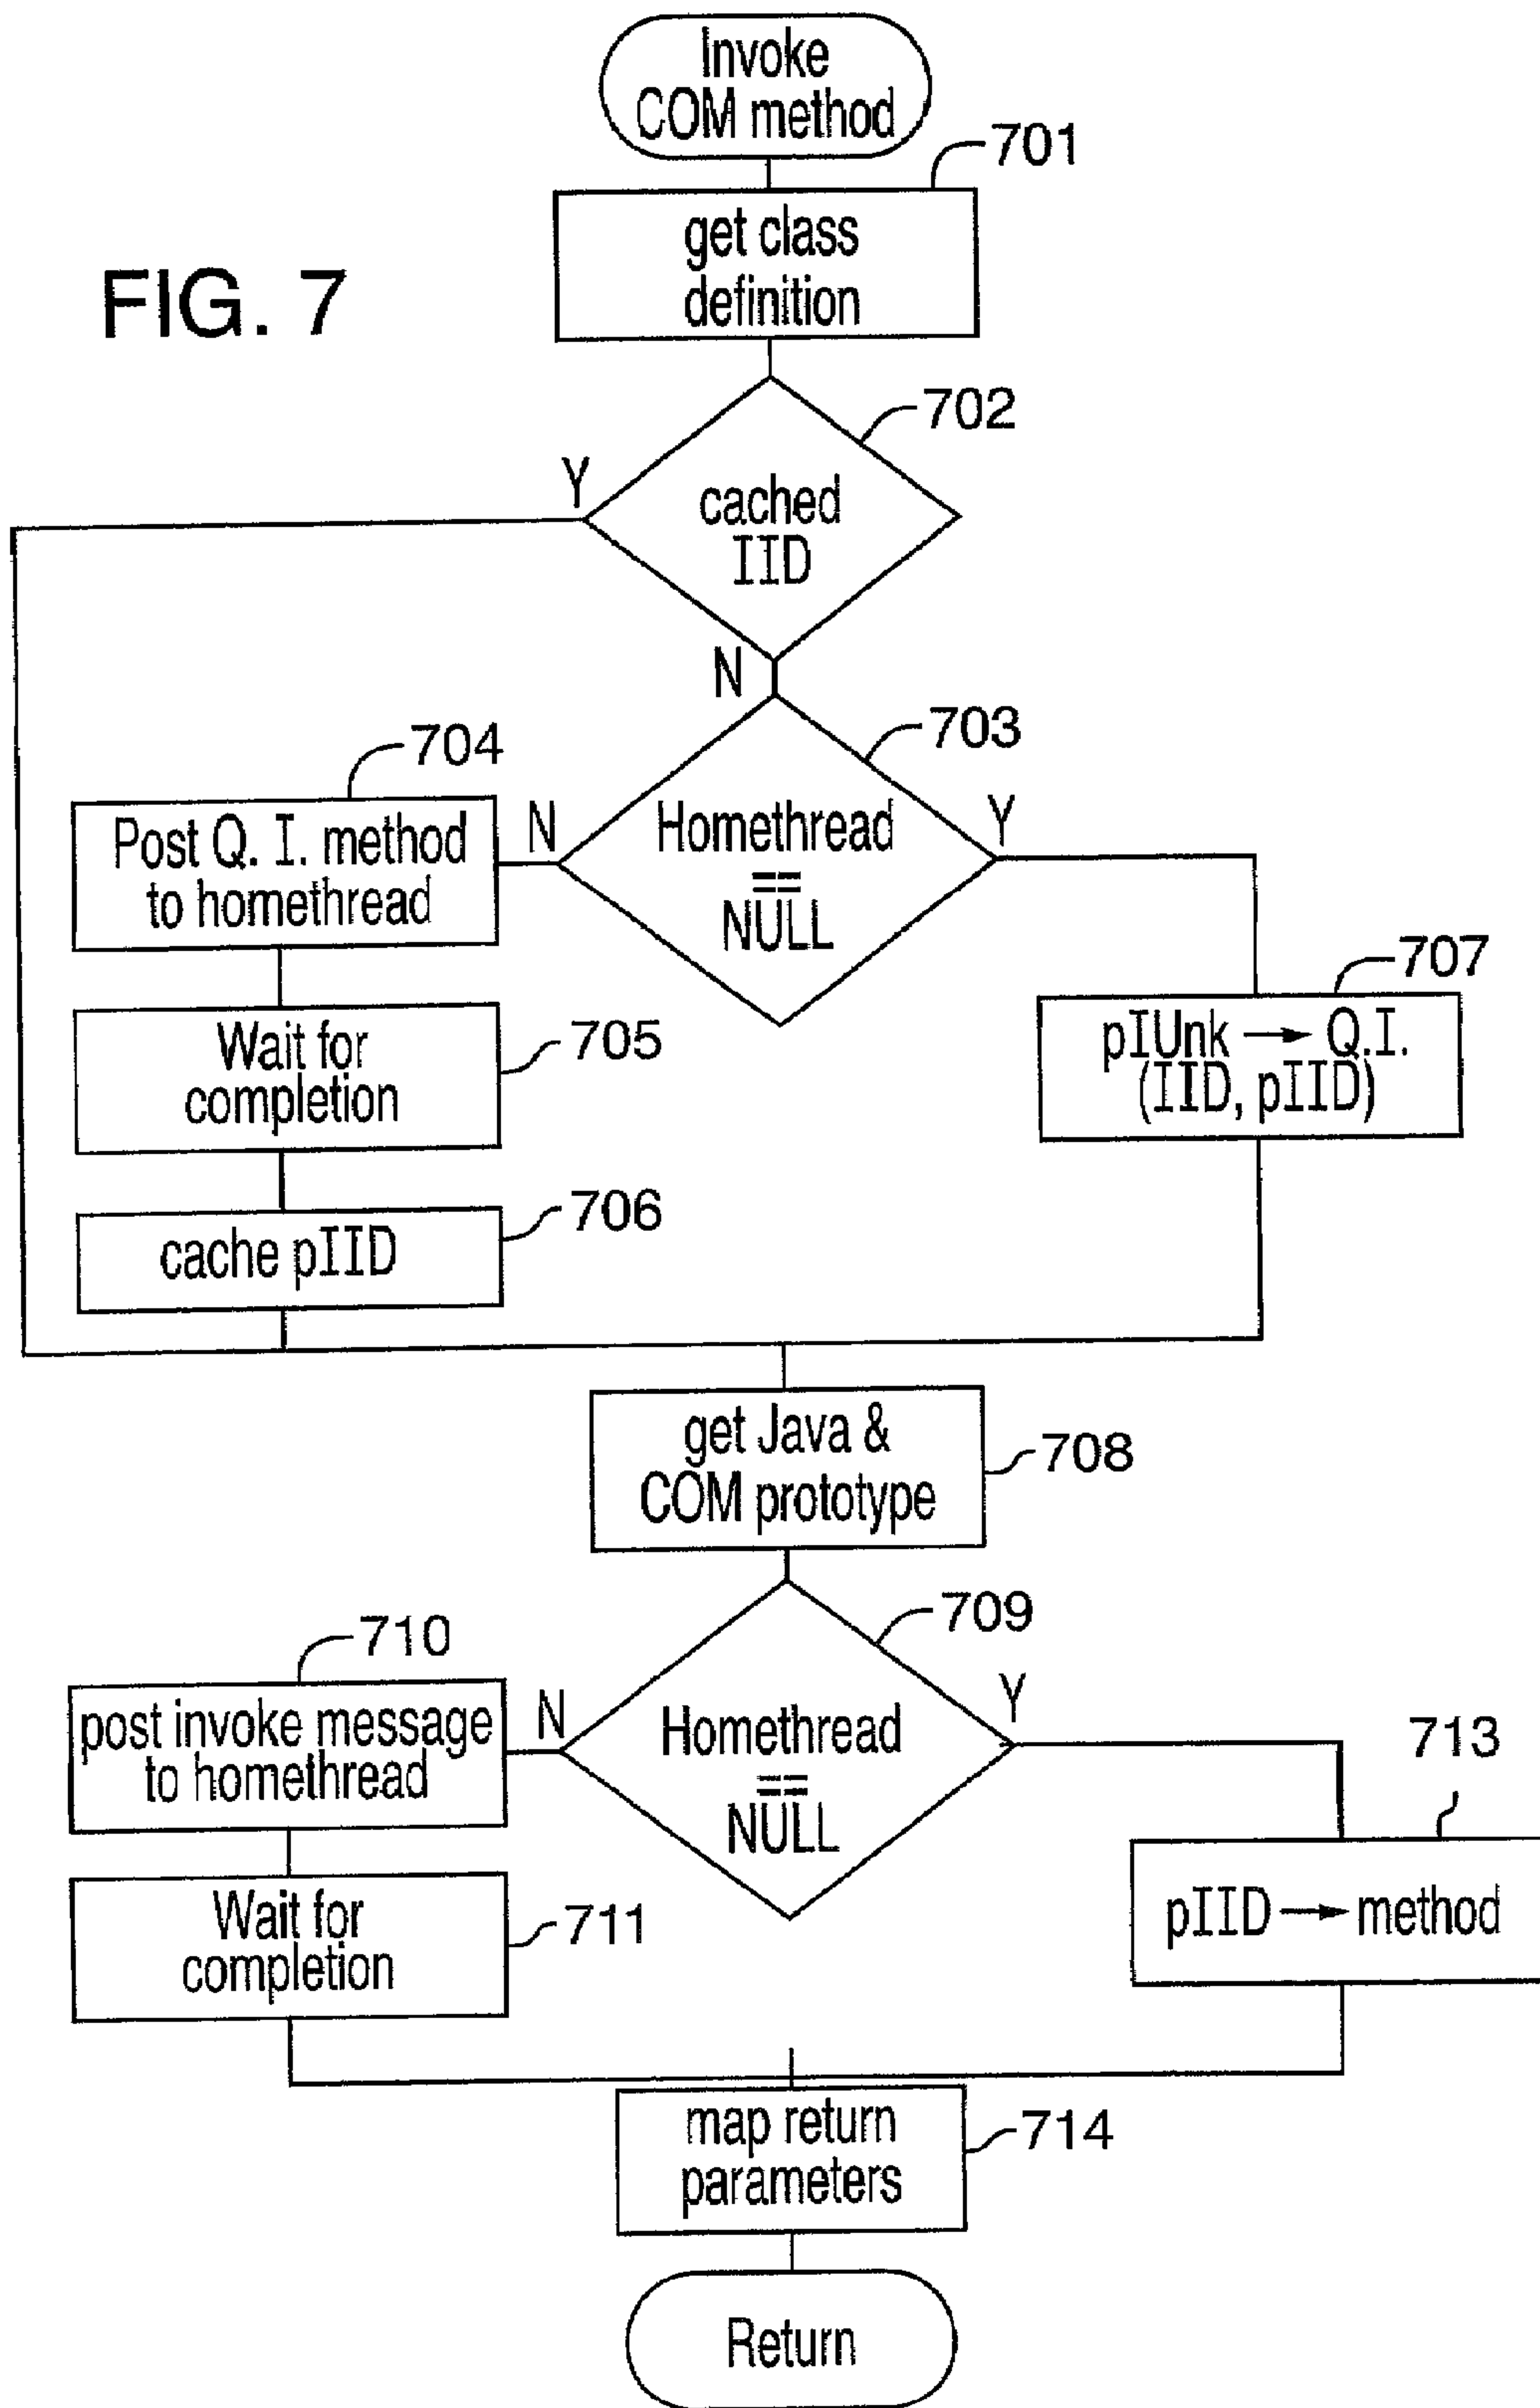 Invoke
COM method
701
get class
definition
FIG. 7
702
Y
cached
IID
N
703
704
Post Q. I. method
to homethread
N
Homethread
==
NULL
Y
707
pIUnk → Q.I.
(IID, pIID)
Wait for
completion
705
cache pIID
706
get Java &
COM prototype
708
709
710
post invoke message
to homethread
N
Homethread
==
NULL
Y
713
pIID → method
Wait for
completion
711
map return
parameters
714
Return